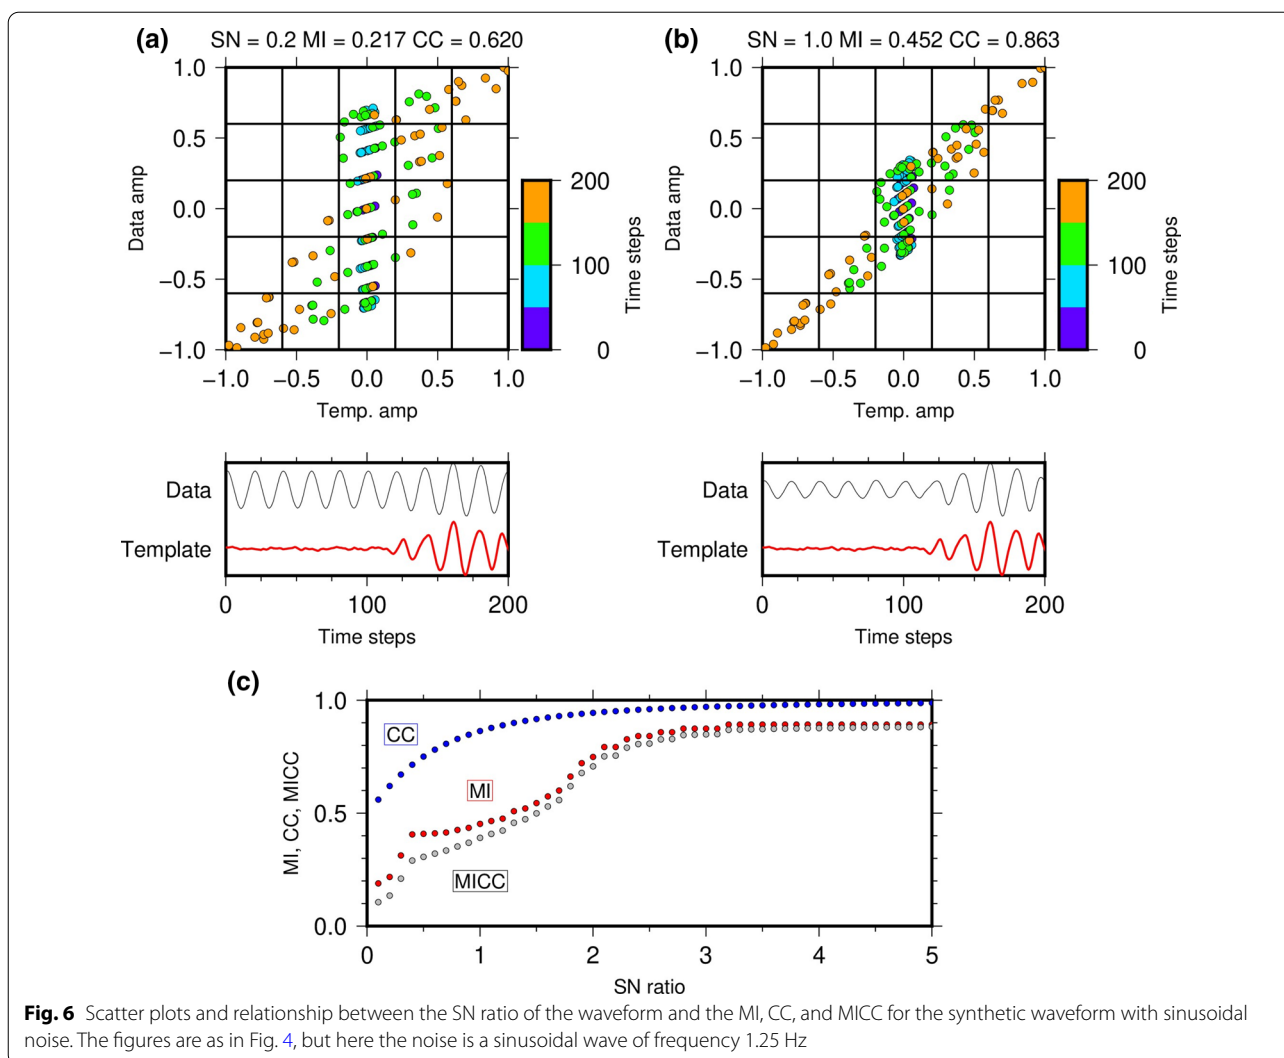 (a)
SN = 0.2 MI = 0.217 CC = 0.620
1.0
0.5
0.0
−0.5
−1.0
Data amp
−1.0 −0.5 0.0 0.5 1.0
Temp. amp
200
100
0
Time steps
Data
Template
0 100 200
Time steps
(b)
SN = 1.0 MI = 0.452 CC = 0.863
1.0
0.5
0.0
−0.5
−1.0
Data amp
−1.0 −0.5 0.0 0.5 1.0
Temp. amp
200
100
0
Time steps
Data
Template
0 100 200
Time steps
(c)
1.0
0.5
0.0
MI, CC, MICC
CC
MI
MICC
0 1 2 3 4 5
SN ratio
Fig. 6 Scatter plots and relationship between the SN ratio of the waveform and the MI, CC, and MICC for the synthetic waveform with sinusoidal
noise. The figures are as in Fig. 4, but here the noise is a sinusoidal wave of frequency 1.25 Hz